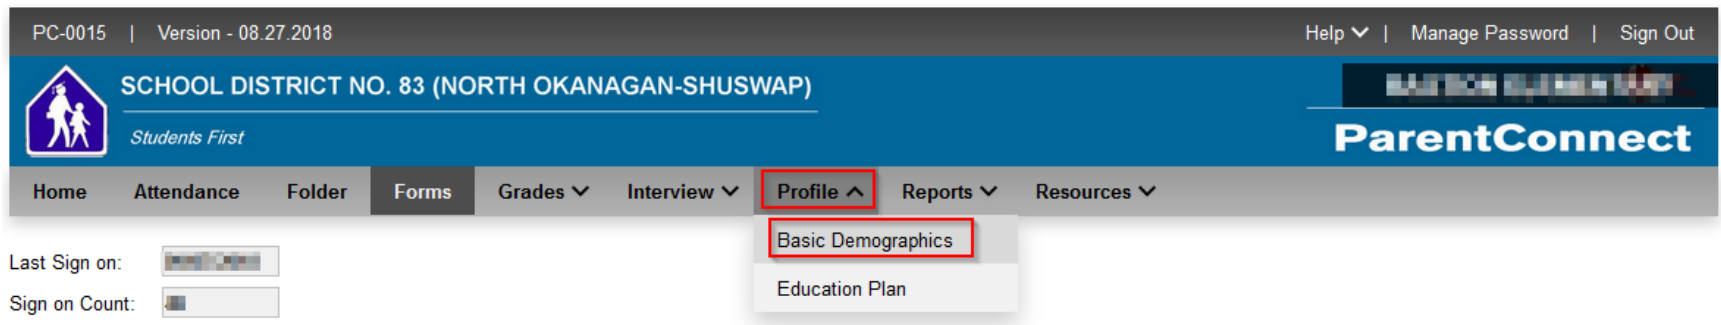 PC-0015 | Version - 08.27.2018 Help | Manage Password | Sign Out
SCHOOL DISTRICT NO. 83 (NORTH OKANAGAN-SHUSWAP)
Students First
ParentConnect
Home Attendance Folder Forms Grades Interview Profile Reports Resources
Basic Demographics
Education Plan
Last Sign on:
Sign on Count: